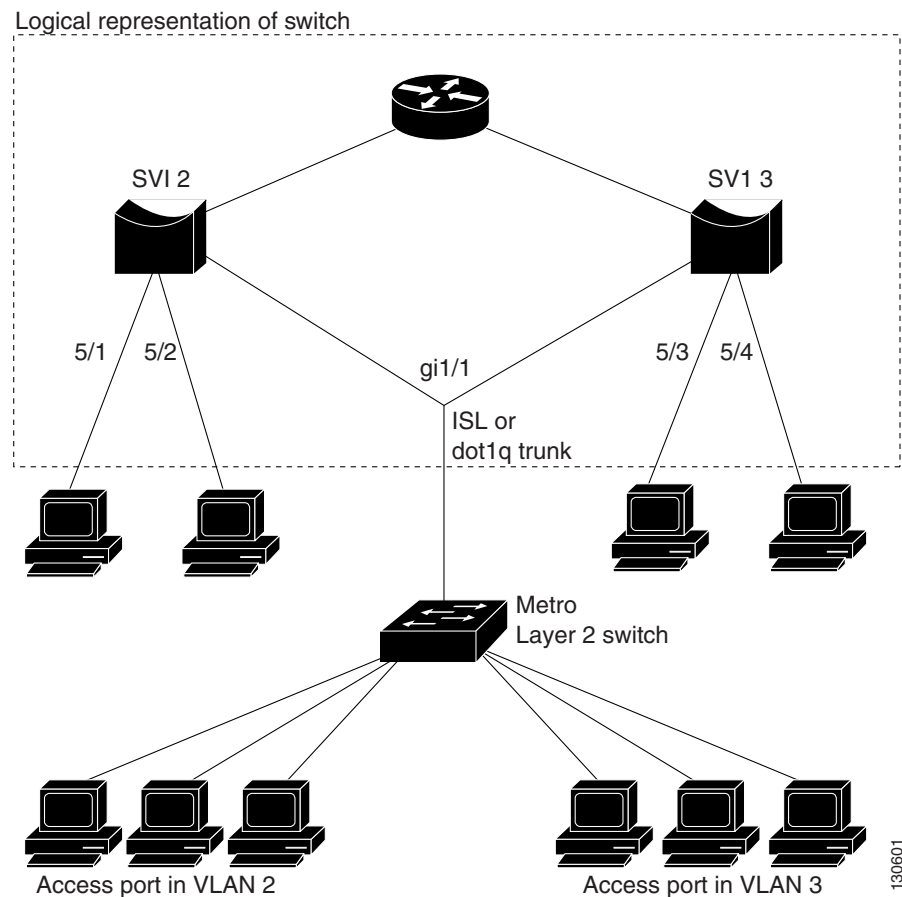 Logical representation of switch
SVI 2
SV1 3
5/1
5/2
gi1/1
5/3
5/4
ISL or
dot1q trunk
Metro
Layer 2 switch
Access port in VLAN 2
Access port in VLAN 3
130601